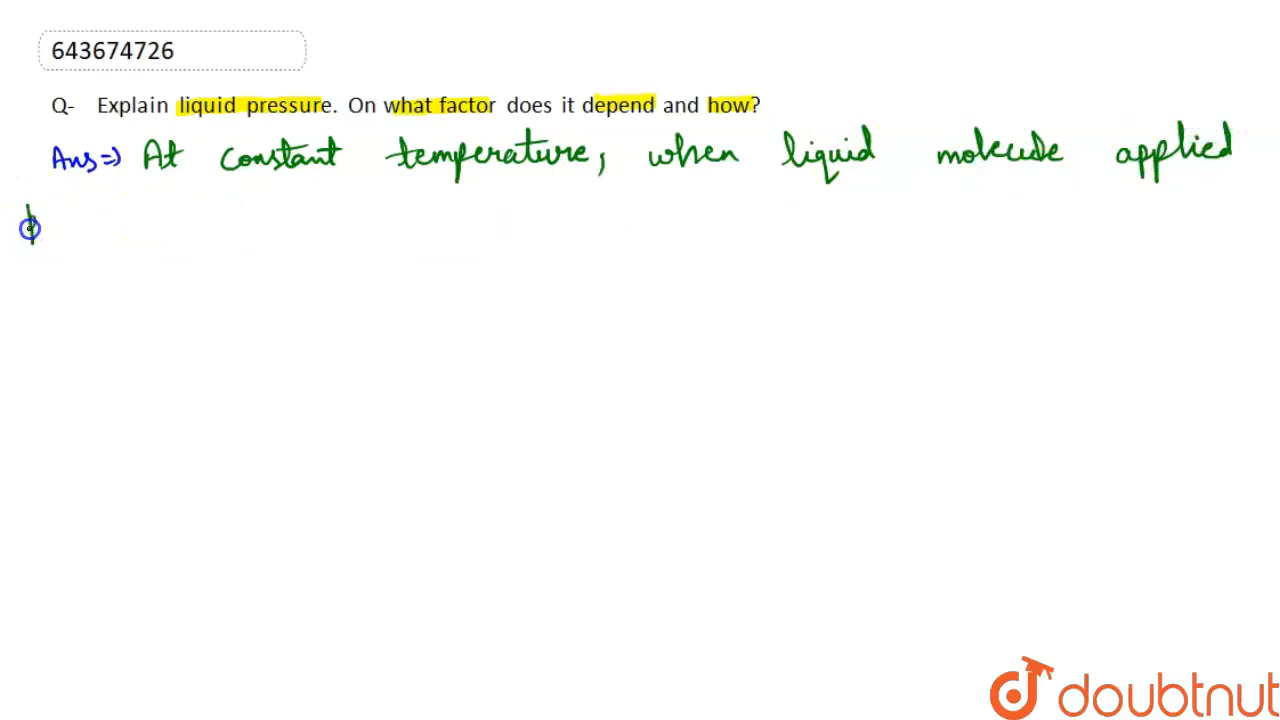 643674726
Q- Explain liquid pressure. On what factor does it depend and how?
Ans⇒ At constant temperature, when liquid molecule applied
doubtnut